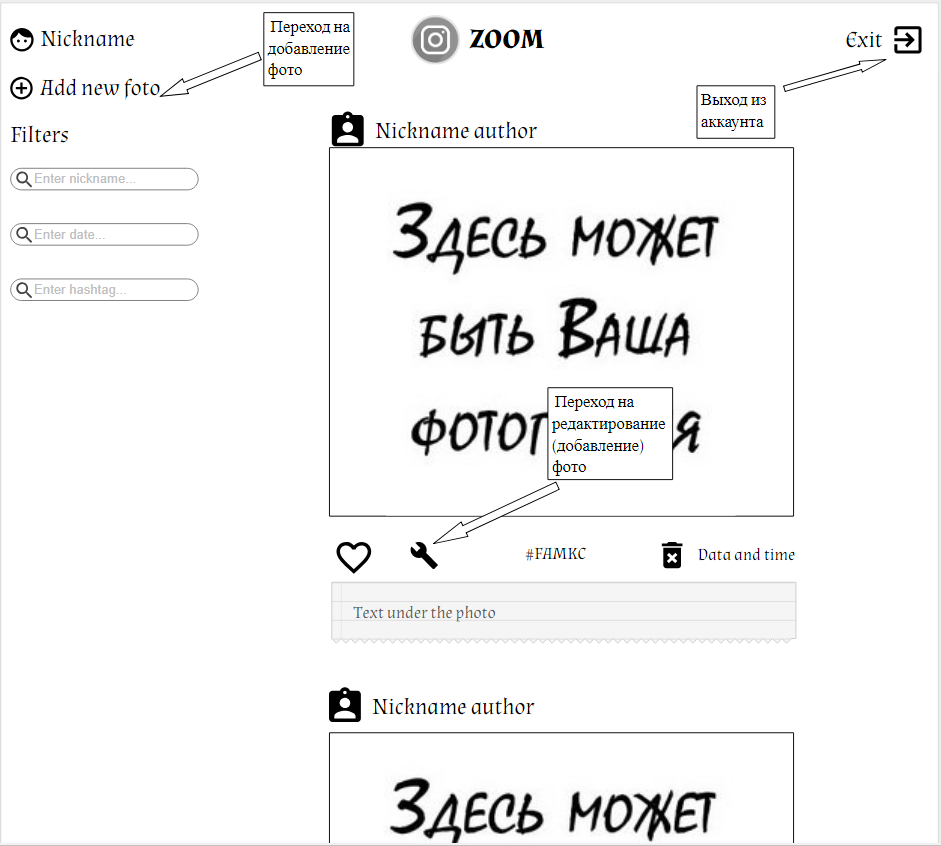 Nickname
Переход на
добавление
фото
ZOOM
Exit
Add new foto
Выход из
аккаунта
Filters
Nickname author
Enter nickname...
Enter date...
Enter hashtag...
Здесь может
быть Ваша
Переход на
редактирование
(добавление)
фото
#FAMKC
Data and time
Text under the photo
Nickname author
Здесь может